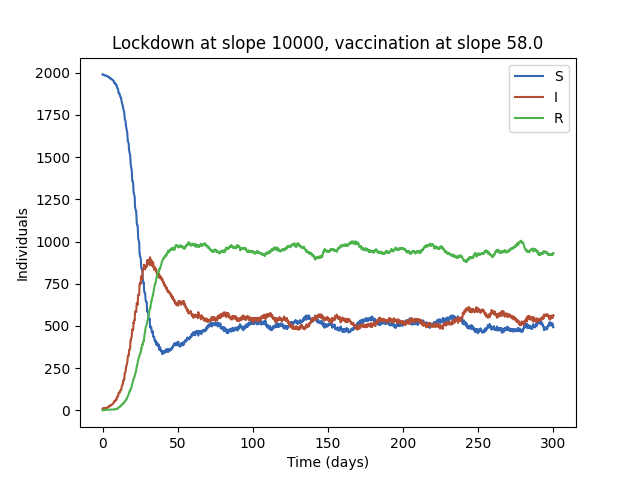 Lockdown at slope 10000, vaccination at slope 58.0
S
I
R
2000
1750
1500
1250
1000
750
500
250
0
Individuals
0 50 100 150 200 250 300
Time (days)